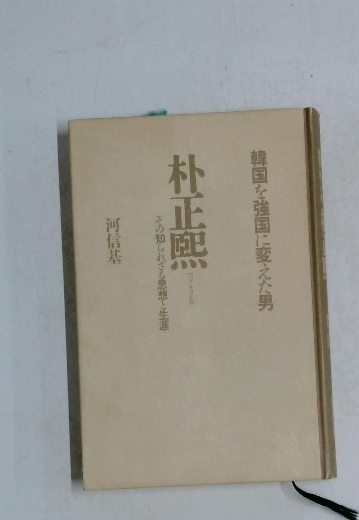 韓国を強国に変えた男
朴正熙
その知られざる思想と生涯
河信基